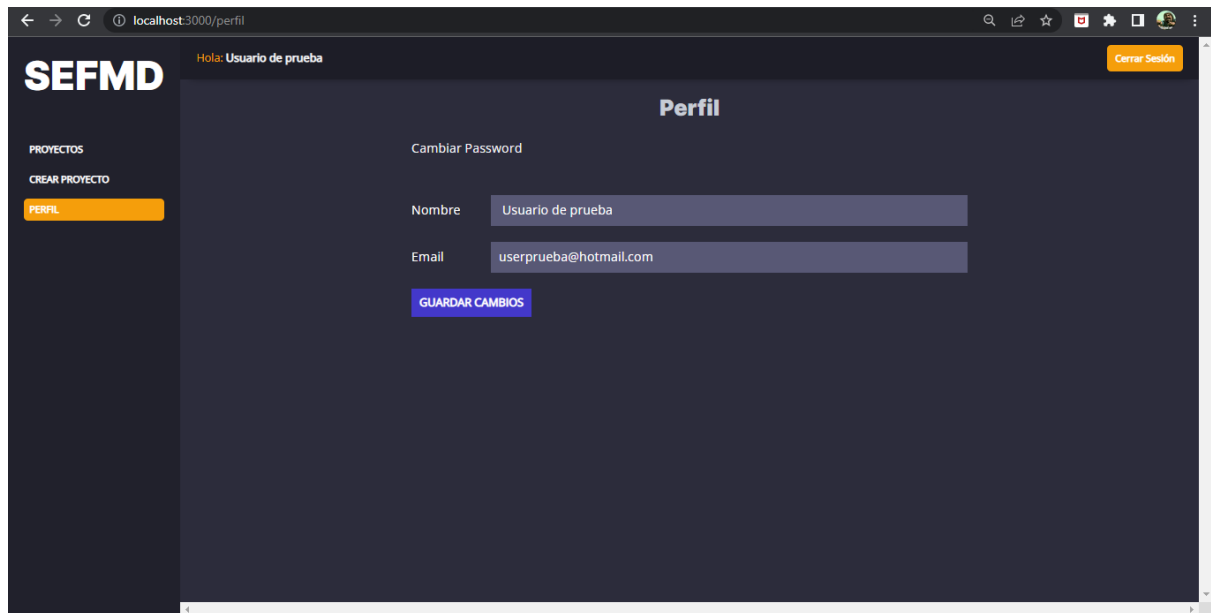 localhost:3000/perfil
SEFMD
Hola: Usuario de prueba
Cerrar Sesión
PROYECTOS
CREAR PROYECTO
PERFIL
Perfil
Cambiar Password
Nombre
Usuario de prueba
Email
userprueba@hotmail.com
GUARDAR CAMBIOS